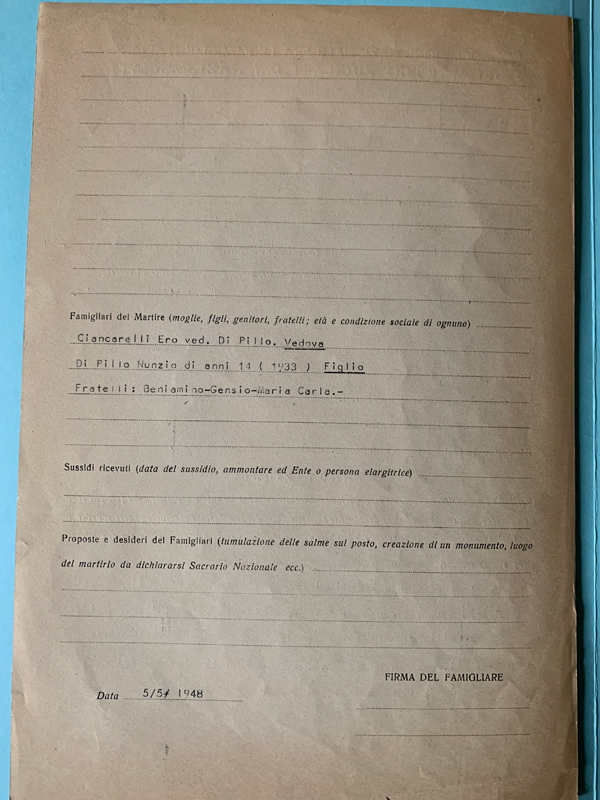 Famigliari del Martire (moglie, figli, genitori, fratelli; età e condizione sociale di ognuno)
Ciancarelli Ero ved. Di Pillo. Vedova
Di Pillo Nunzio di anni 14 ( 1933 ) Figlio
Fratelli: Beniamino-Gensio-Maria Carla.-
Sussidi ricevuti (data del sussidio, ammontare ed Ente o persona elargitrice)
Proposte e desideri dei Famigliari (tumulazione delle salme sul posto, creazione di un monumento, luogo
del martirio da dichiararsi Sacrario Nazionale ecc.)
FIRMA DEL FAMIGLIARE
Data 5/5/ 1948